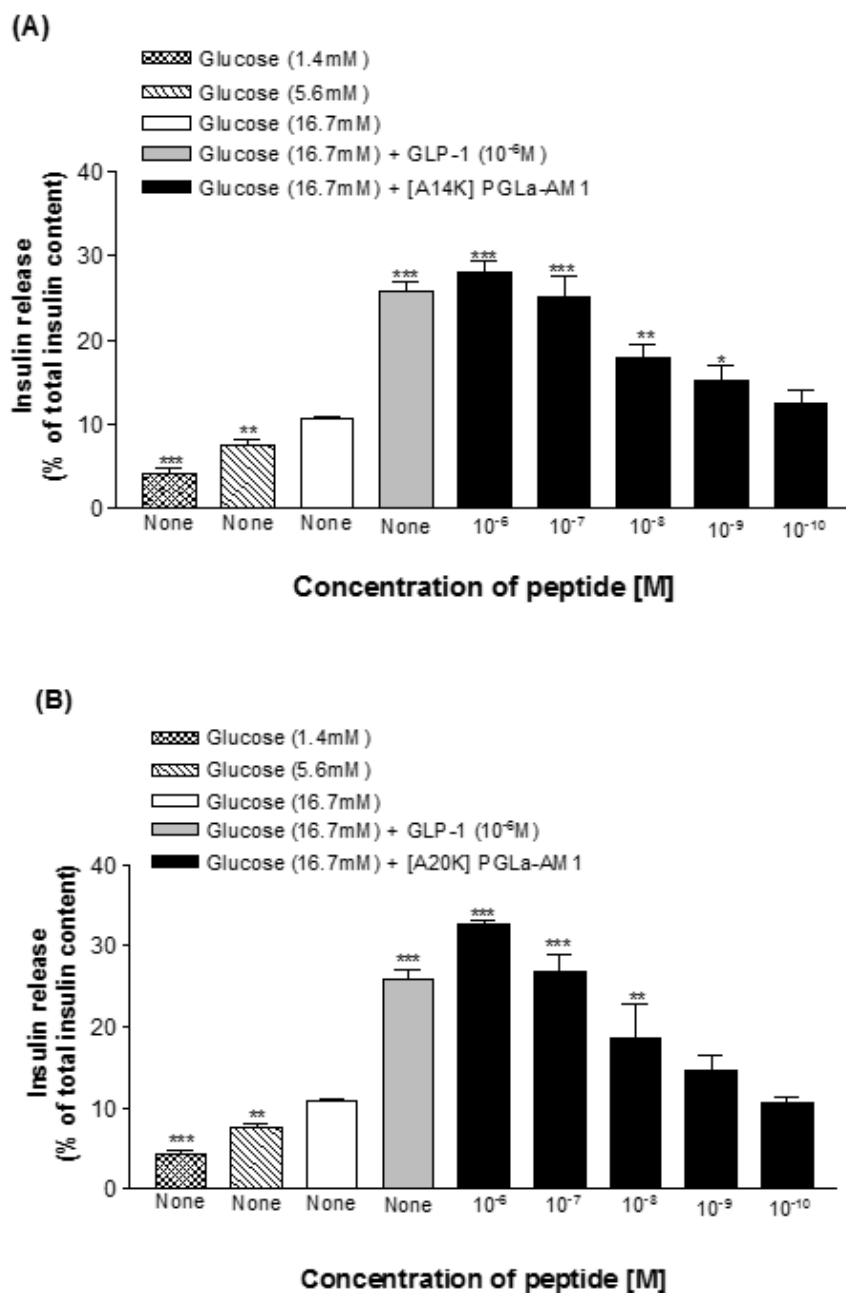 (A)
Glucose (1.4mM)
Glucose (5.6mM)
Glucose (16.7mM)
Glucose (16.7mM) + GLP-1 (10⁻⁶M)
Glucose (16.7mM) + [A14K] PGLa-AM1
Insulin release
(% of total insulin content)
40
30
20
10
0
*** ** *** *** *** ** *
None None None None 10⁻⁶ 10⁻⁷ 10⁻⁸ 10⁻⁹ 10⁻¹⁰
Concentration of peptide [M]
(B)
Glucose (1.4mM)
Glucose (5.6mM)
Glucose (16.7mM)
Glucose (16.7mM) + GLP-1 (10⁻⁶M)
Glucose (16.7mM) + [A20K] PGLa-AM1
Insulin release
(% of total insulin content)
40
30
20
10
0
*** ** *** *** *** **
None None None None 10⁻⁶ 10⁻⁷ 10⁻⁸ 10⁻⁹ 10⁻¹⁰
Concentration of peptide [M]